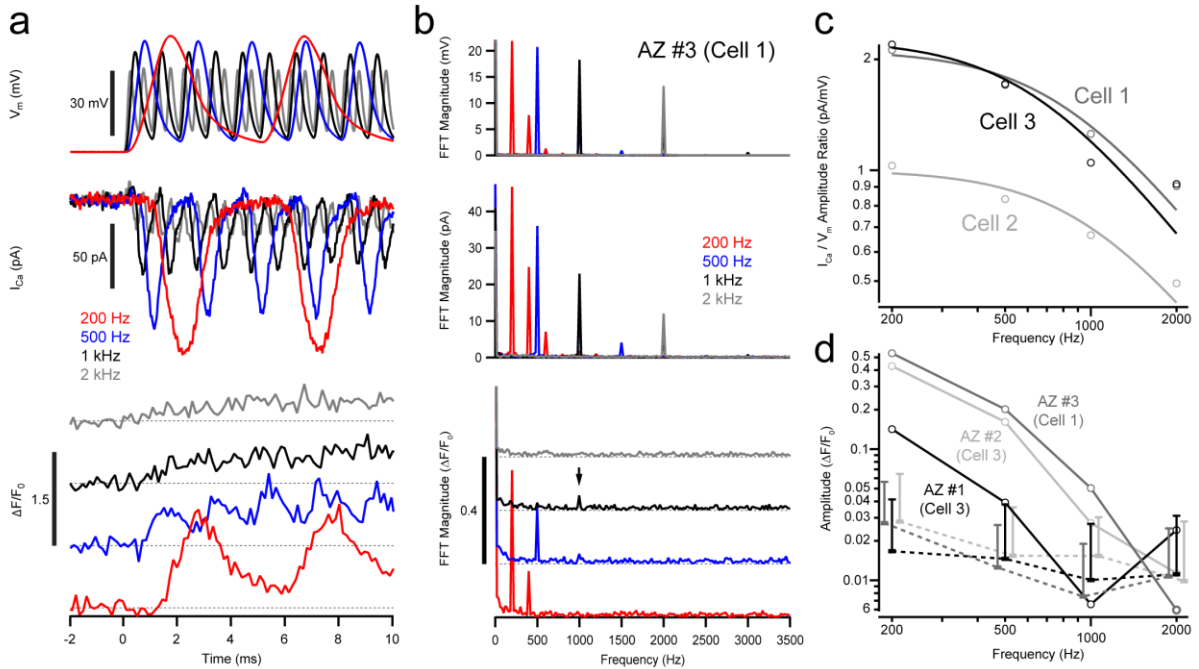 a
V_m (mV)
30 mV
I_Ca (pA)
50 pA
200 Hz
500 Hz
1 kHz
2 kHz
ΔF/F_0
1.5
-2 0 2 4 6 8 10
Time (ms)
b
AZ #3 (Cell 1)
FFT Magnitude (mV)
20
15
10
5
0
FFT Magnitude (pA)
40
30
20
10
0
200 Hz
500 Hz
1 kHz
2 kHz
FFT Magnitude (ΔF/F_0)
0.4
0 500 1000 1500 2000 2500 3000 3500
Frequency (Hz)
c
I_Ca / V_m Amplitude Ratio (pA/mV)
2
1
0.9
0.8
0.7
0.6
0.5
Cell 1
Cell 3
Cell 2
200 500 1000 2000
Frequency (Hz)
d
Amplitude (ΔF/F_0)
0.5
0.4
0.3
0.2
0.1
0.05
0.04
0.03
0.02
0.01
8
6
AZ #3
(Cell 1)
AZ #2
(Cell 3)
AZ #1
(Cell 3)
200 500 1000 2000
Frequency (Hz)